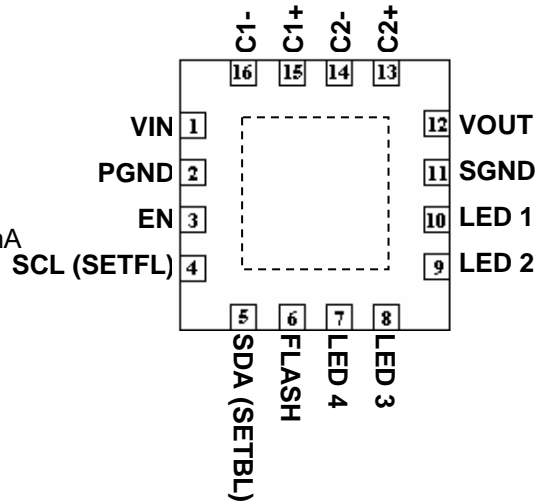 C1-
C1+
C2-
C2+
16
15
14
13
VIN 1
12 VOUT
PGND 2
11 SGND
EN 3
10 LED 1
mA
SCL (SETFL) 4
9 LED 2
5
6
7
8
SDA (SETBL)
FLASH
LED 4
LED 3